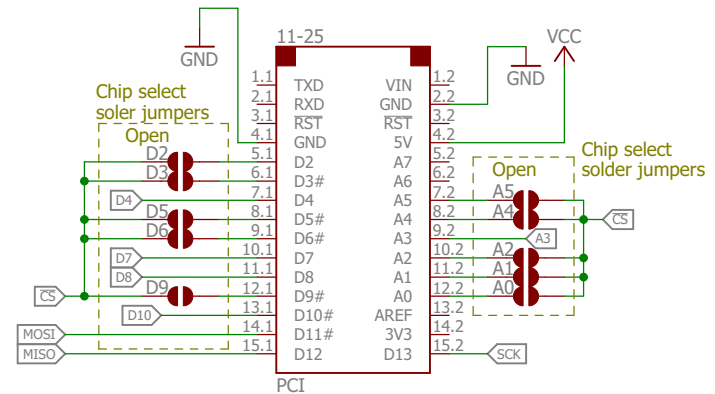 11-25
VCC
GND
GND
Chip select
soler jumpers
Open
Chip select
solder jumpers
Open
1.1 TXD VIN 1.2
2.1 RXD GND 2.2
3.1 RST RST 3.2
4.1 GND 5V 4.2
D2 5.1 D2 A7 5.2
D3 6.1 D3# A6 6.2
D4 7.1 D4 A5 7.2 A5
D5 8.1 D5# A4 8.2 A4 CS
D6 9.1 D6# A3 9.2 A3
D7 10.1 D7 A2 10.2 A2
D8 11.1 D8 A1 11.2 A1
CS D9 12.1 D9# A0 12.2 A0
D10 13.1 D10# AREF 13.2
MOSI 14.1 D11# 3V3 14.2
MISO 15.1 D12 D13 15.2 SCK
PCI